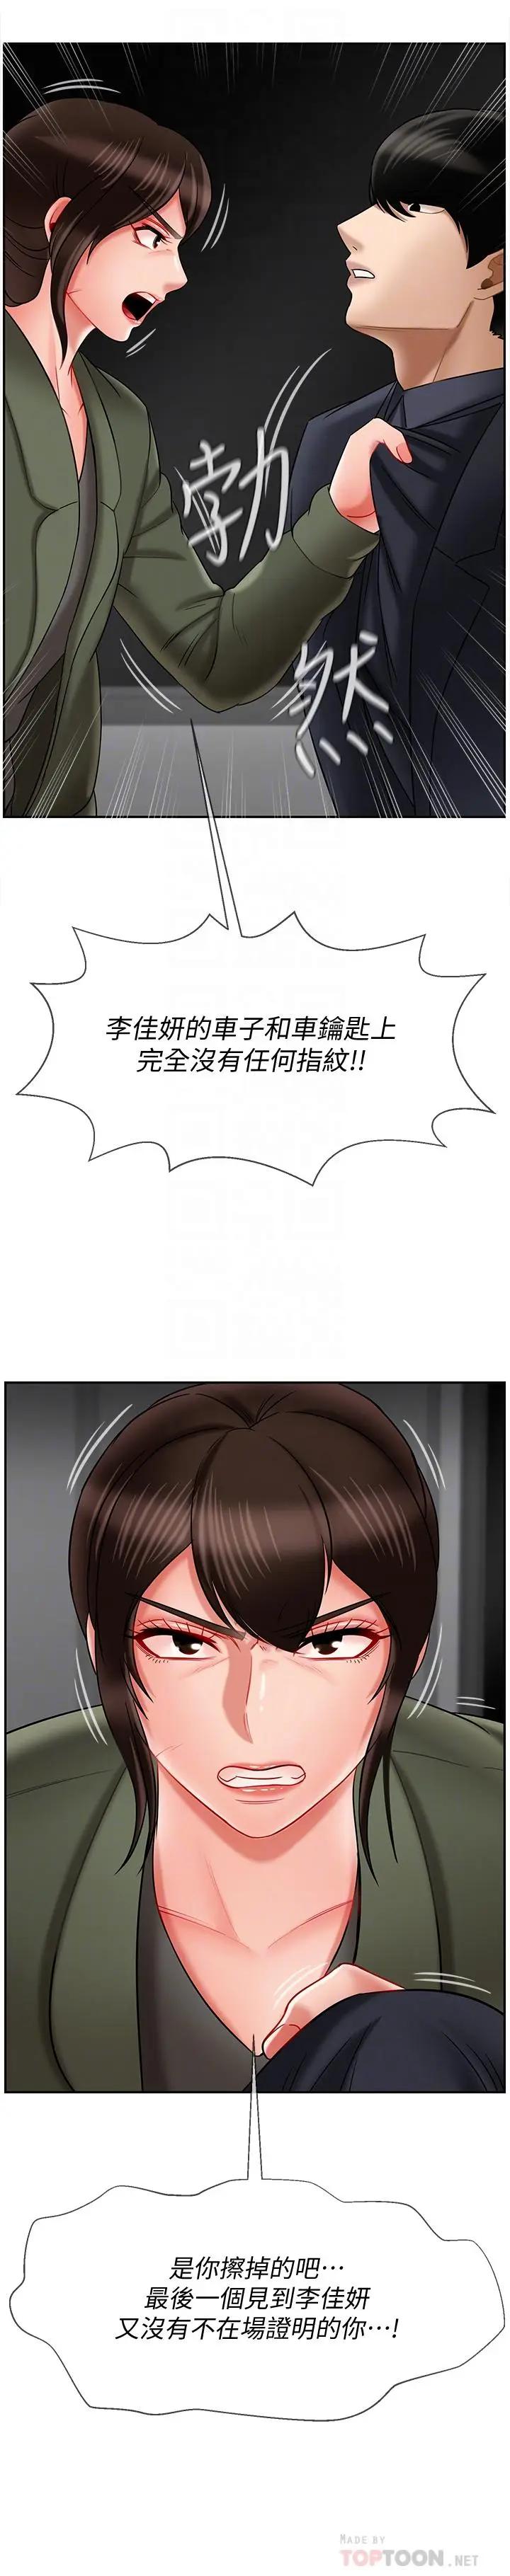 勃
然
李佳妍的車子和車鑰匙上
完全沒有任何指紋!!
是你擦掉的吧…
最後一個見到李佳妍
又沒有不在場證明的你…!
MADE BY
TOPTOON.NET